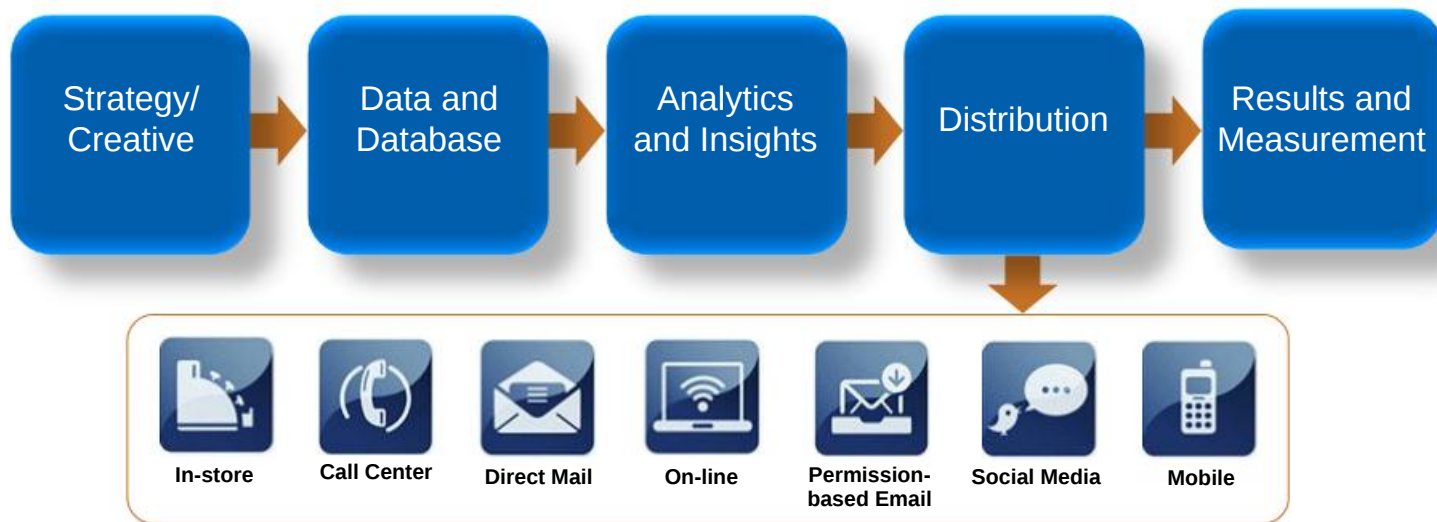 Strategy/
Creative
Data and
Database
Analytics
and Insights
Distribution
Results and
Measurement
In-store
Call Center
Direct Mail
On-line
Permission-
based Email
Social Media
Mobile